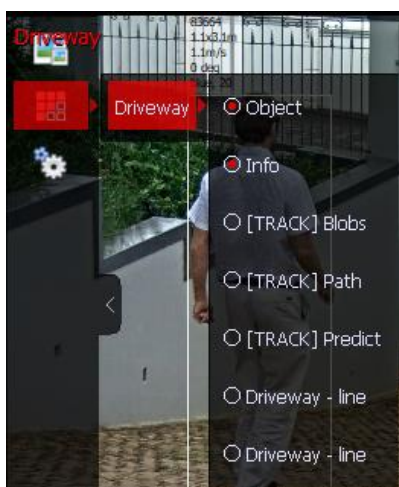 Driveway
83664
1.1x3.1m
1.1m/s
0 deg
Driveway
Object
Info
[TRACK] Blobs
[TRACK] Path
[TRACK] Predict
Driveway - line
Driveway - line